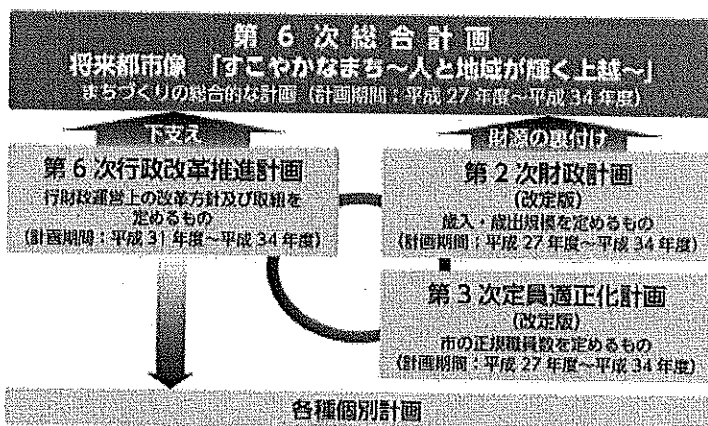 第6次総合計画
将来都市像 「すこやかなまち~人と地域が輝く上越~」
まちづくりの総合的な計画(計画期間:平成27年度~平成34年度)
下支え
財源の裏付け
第6次行政改革推進計画
行財政運営上の改革方針及び取組を
定めるもの
(計画期間:平成31年度~平成34年度)
第2次財政計画
(改定版)
歳入・歳出規模を定めるもの
(計画期間:平成27年度~平成34年度)
第3次定員適正化計画
(改定版)
市の正規職員数を定めるもの
(計画期間:平成27年度~平成34年度)
各種個別計画